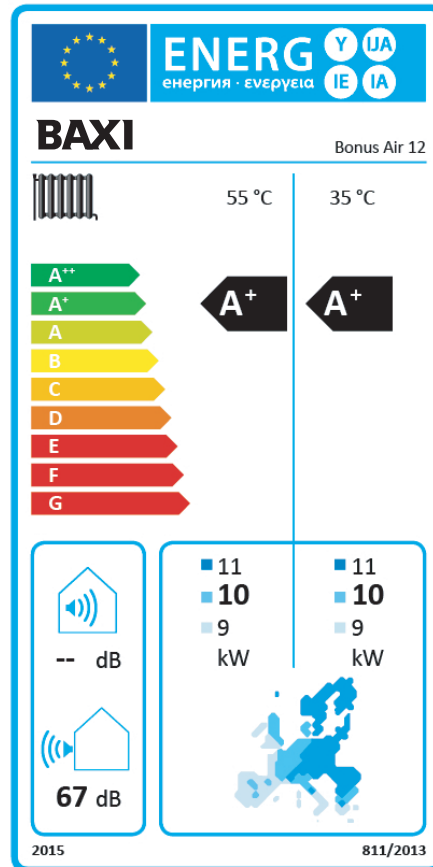 ENERG Y IJA
енергия · ενεργεια IE IA
BAXI
Bonus Air 12
55 °C 35 °C
A++
A+ A+ A+
A
B
C
D
E
F
G
11 11
10 10
9 9
kW kW
-- dB
67 dB
2015 811/2013